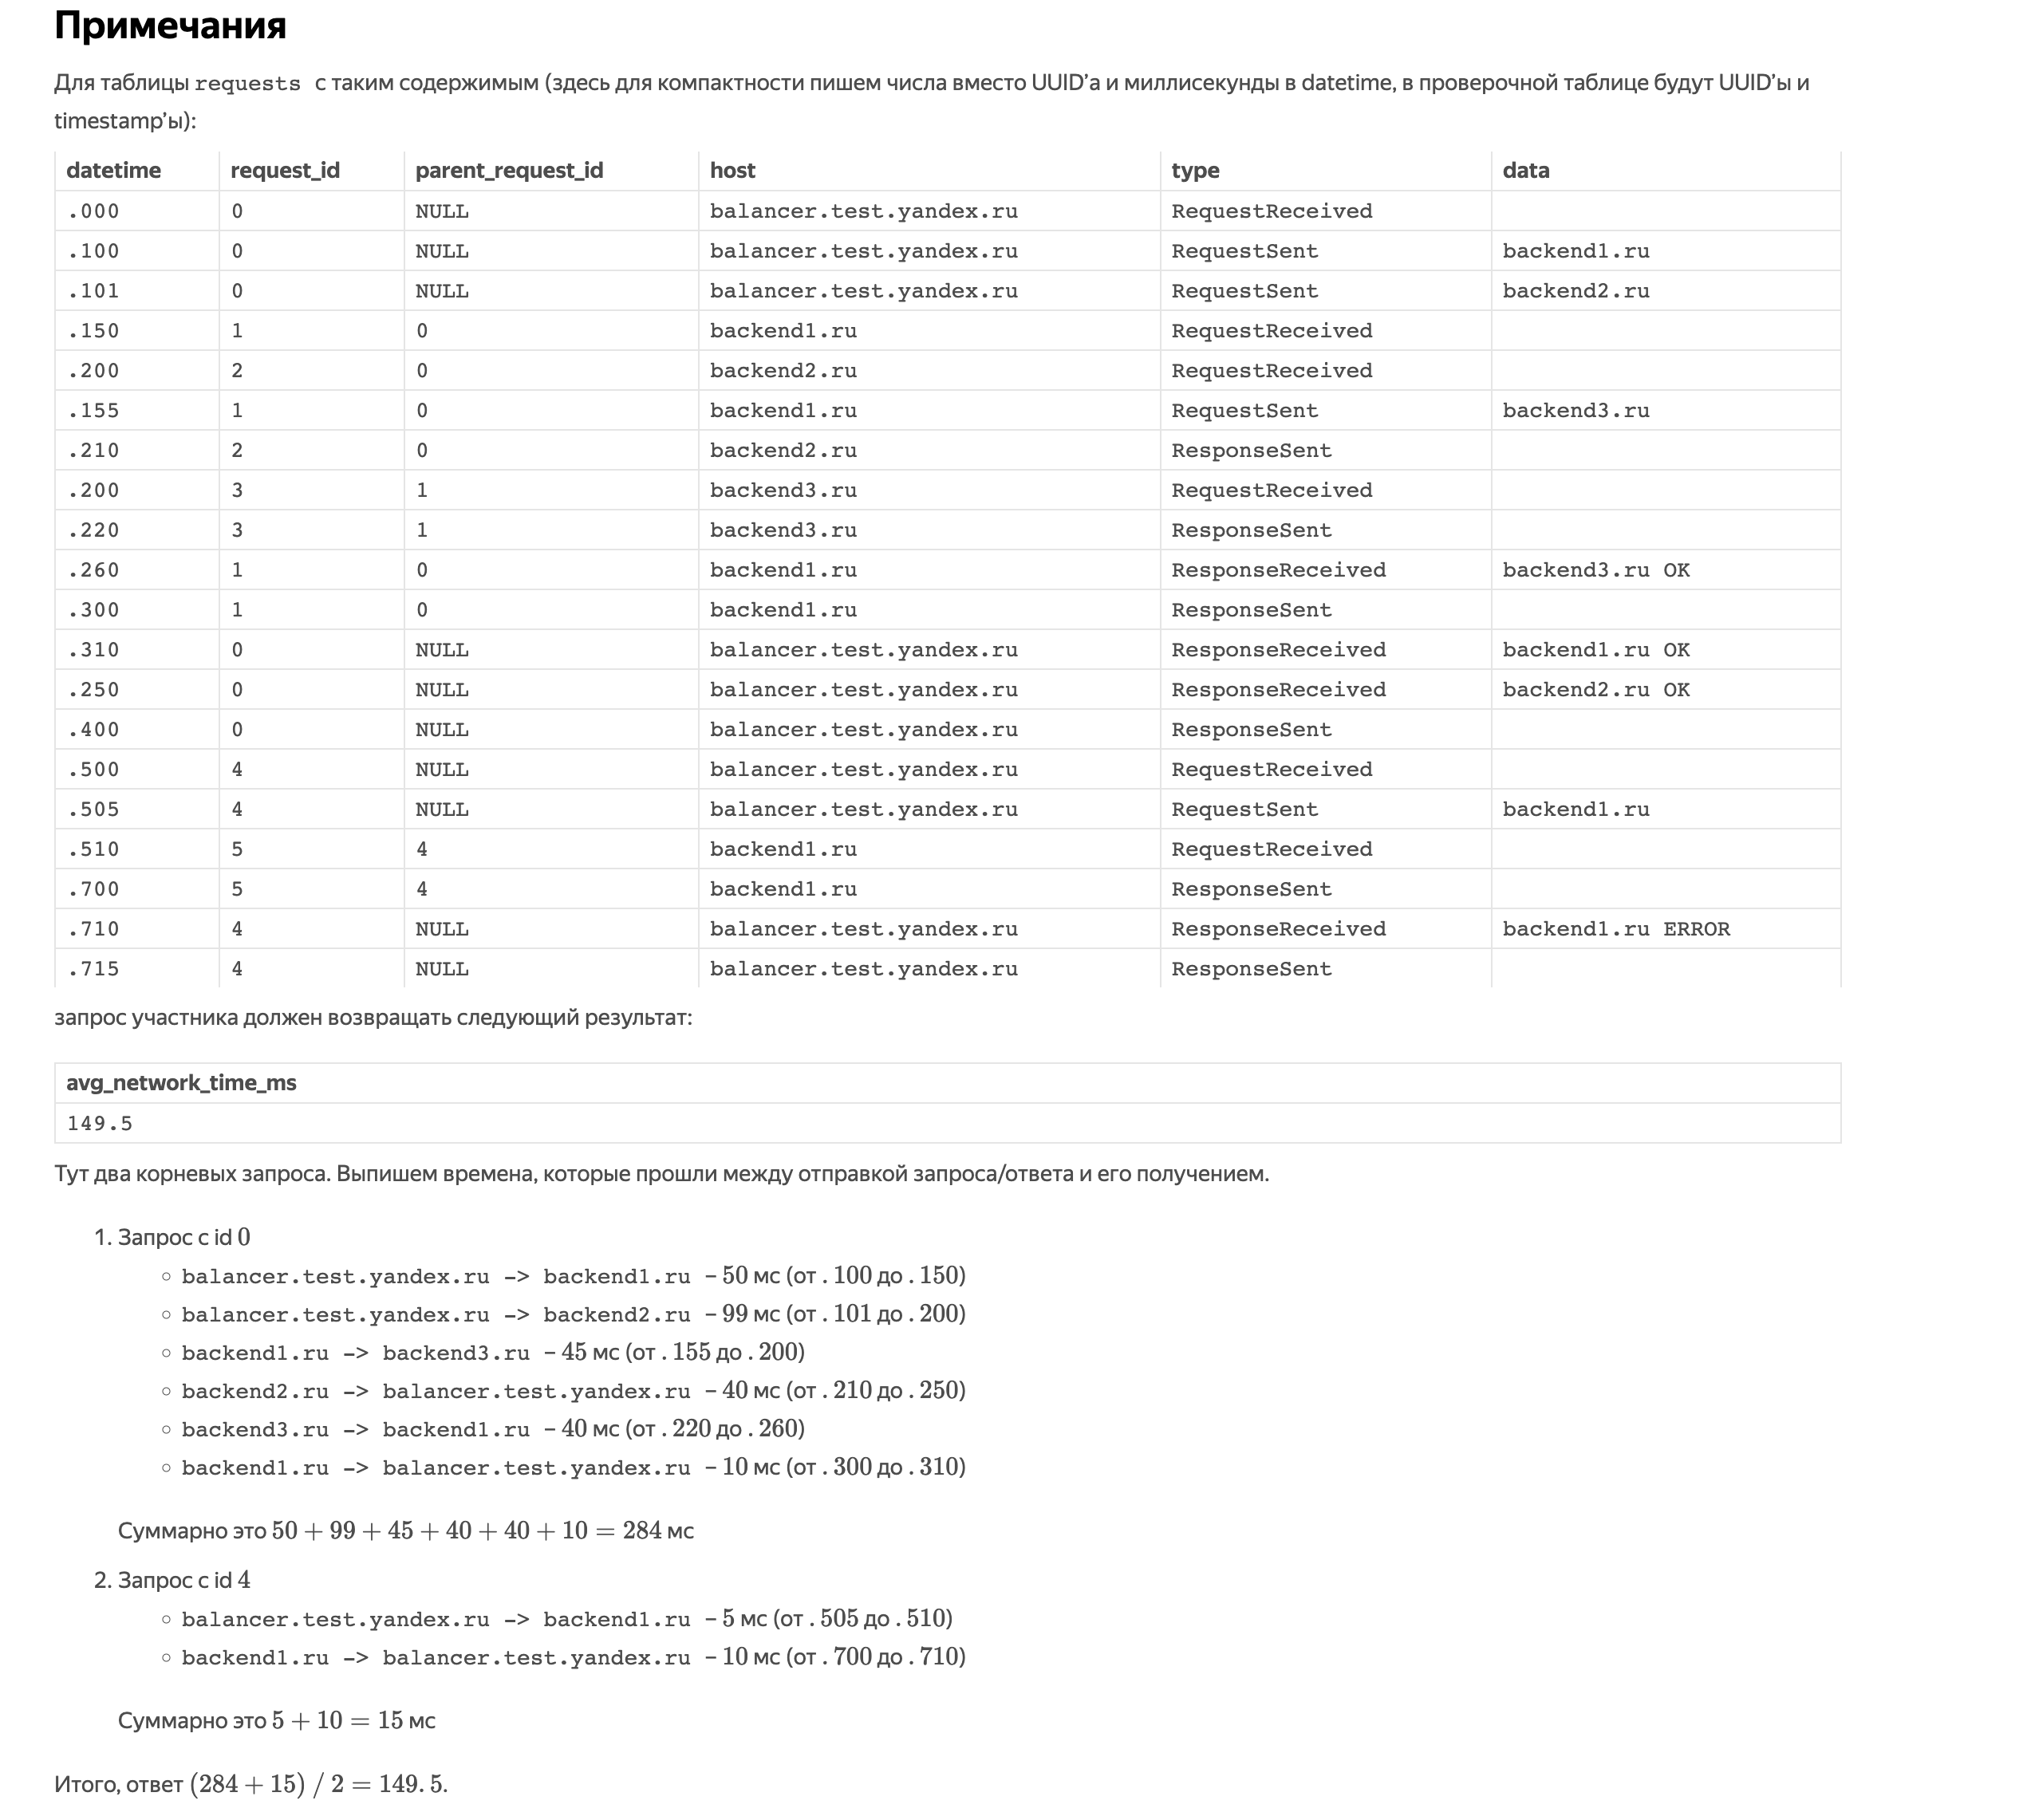 Примечания
Для таблицы requests с таким содержимым (здесь для компактности пишем числа вместо UUID’а и миллисекунды в datetime, в проверочной таблице будут UUID’ы и
timestamp’ы):
datetime request_id parent_request_id host type data
.000 0 NULL balancer.test.yandex.ru RequestReceived
.100 0 NULL balancer.test.yandex.ru RequestSent backend1.ru
.101 0 NULL balancer.test.yandex.ru RequestSent backend2.ru
.150 1 0 backend1.ru RequestReceived
.200 2 0 backend2.ru RequestReceived
.155 1 0 backend1.ru RequestSent backend3.ru
.210 2 0 backend2.ru ResponseSent
.200 3 1 backend3.ru RequestReceived
.220 3 1 backend3.ru ResponseSent
.260 1 0 backend1.ru ResponseReceived backend3.ru OK
.300 1 0 backend1.ru ResponseSent
.310 0 NULL balancer.test.yandex.ru ResponseReceived backend1.ru OK
.250 0 NULL balancer.test.yandex.ru ResponseReceived backend2.ru OK
.400 0 NULL balancer.test.yandex.ru ResponseSent
.500 4 NULL balancer.test.yandex.ru RequestReceived
.505 4 NULL balancer.test.yandex.ru RequestSent backend1.ru
.510 5 4 backend1.ru RequestReceived
.700 5 4 backend1.ru ResponseSent
.710 4 NULL balancer.test.yandex.ru ResponseReceived backend1.ru ERROR
.715 4 NULL balancer.test.yandex.ru ResponseSent
запрос участника должен возвращать следующий результат:
avg_network_time_ms
149.5
Тут два корневых запроса. Выпишем времена, которые прошли между отправкой запроса/ответа и его получением.
1. Запрос с id 0
◦ balancer.test.yandex.ru -> backend1.ru – 50 мс (от .100 до .150)
◦ balancer.test.yandex.ru -> backend2.ru – 99 мс (от .101 до .200)
◦ backend1.ru -> backend3.ru – 45 мс (от .155 до .200)
◦ backend2.ru -> balancer.test.yandex.ru – 40 мс (от .210 до .250)
◦ backend3.ru -> backend1.ru – 40 мс (от .220 до .260)
◦ backend1.ru -> balancer.test.yandex.ru – 10 мс (от .300 до .310)
Суммарно это 50 + 99 + 45 + 40 + 40 + 10 = 284 мс
2. Запрос с id 4
◦ balancer.test.yandex.ru -> backend1.ru – 5 мс (от .505 до .510)
◦ backend1.ru -> balancer.test.yandex.ru – 10 мс (от .700 до .710)
Суммарно это 5 + 10 = 15 мс
Итого, ответ (284 + 15) / 2 = 149.5.